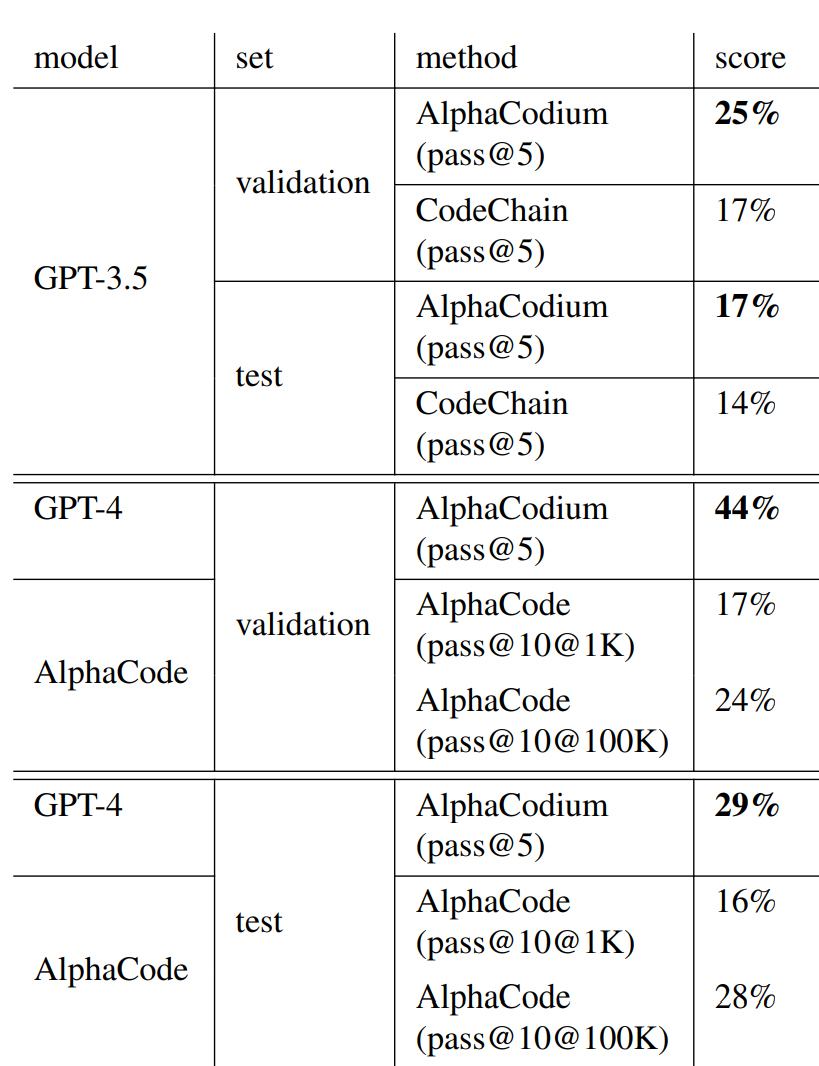 model set method score
AlphaCodium 25%
(pass@5)
validation
CodeChain 17%
(pass@5)
GPT-3.5
AlphaCodium 17%
(pass@5)
test
CodeChain 14%
(pass@5)
GPT-4 AlphaCodium 44%
(pass@5)
AlphaCode 17%
validation
(pass@10@1K)
AlphaCode
AlphaCode 24%
(pass@10@100K)
GPT-4 AlphaCodium 29%
(pass@5)
AlphaCode 16%
test
(pass@10@1K)
AlphaCode
AlphaCode 28%
(pass@10@100K)